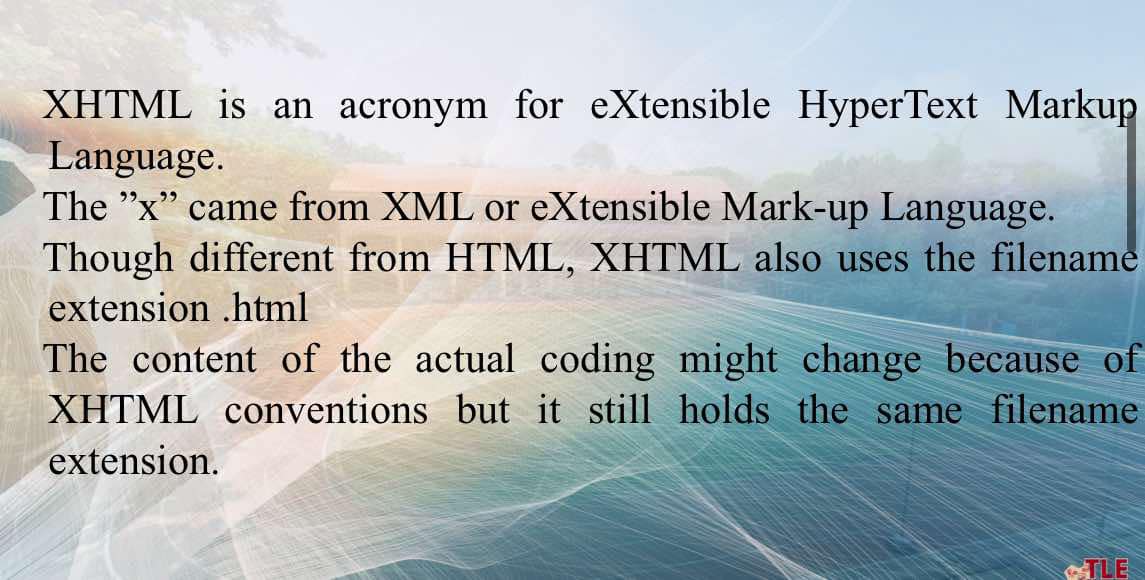 XHTML is an acronym for eXtensible HyperText Markup
Language.
The ”x” came from XML or eXtensible Mark-up Language.
Though different from HTML, XHTML also uses the filename
extension .html
The content of the actual coding might change because of
XHTML conventions but it still holds the same filename
extension.
TLE